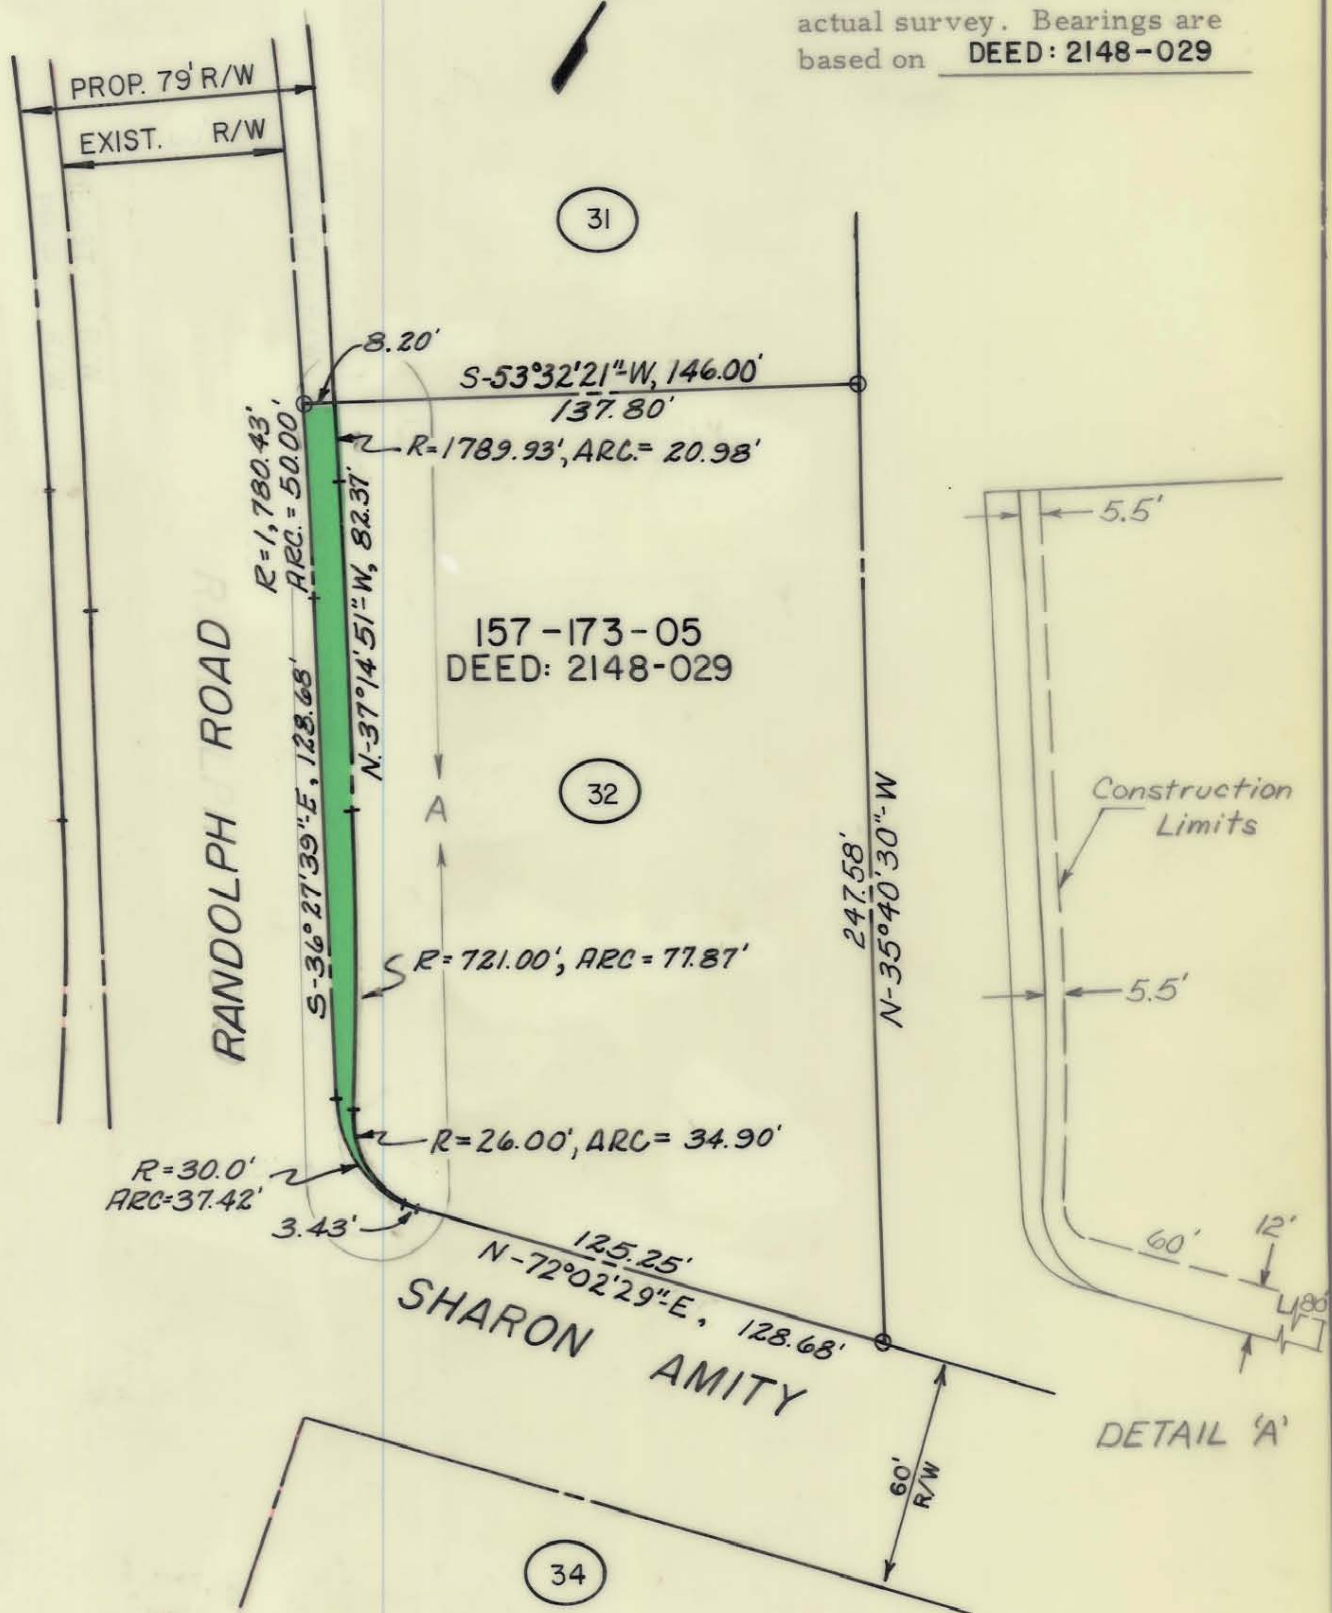 actual survey. Bearings are
based on DEED: 2148-029
PROP. 79' R/W
EXIST. R/W
31
8.20'
S-53°32'21"-W, 146.00'
137.80'
R=1789.93', ARC.= 20.98'
R=1,780.43'
ARC.= 50.00'
N-37°14'51"-W, 82.37'
5.5'
157-173-05
DEED: 2148-029
RANDOLPH ROAD
S-36°27'39"-E, 128.68'
32
A
Construction
Limits
247.58'
N-35°40'30"-W
R=721.00', ARC=77.87'
5.5'
R=26.00', ARC= 34.90'
R=30.0'
ARC=37.42'
3.43'
125.25'
N-72°02'29"-E, 128.68'
60'
12'
SHARON AMITY
DETAIL 'A'
60'
R/W
34